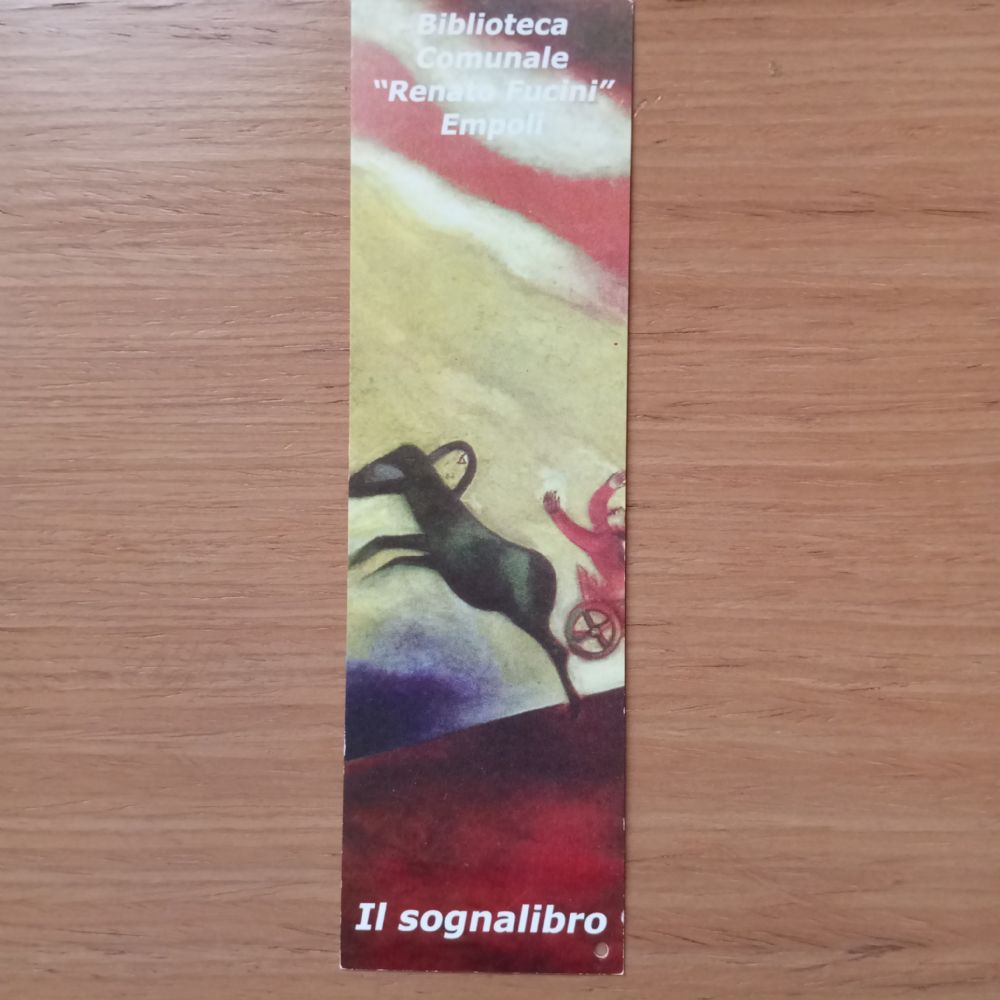 Biblioteca
Comunale
“Renato Fucini”
Empoli
Il sognalibro